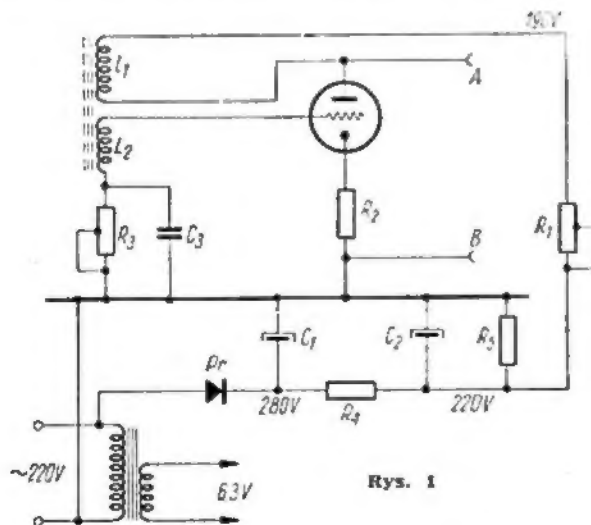 190V
L1
A
L2
R2
R3
C3
B
R1
C1
C2
R5
Pr
280V
R4
220V
~220V
6,3V
Rys. 1